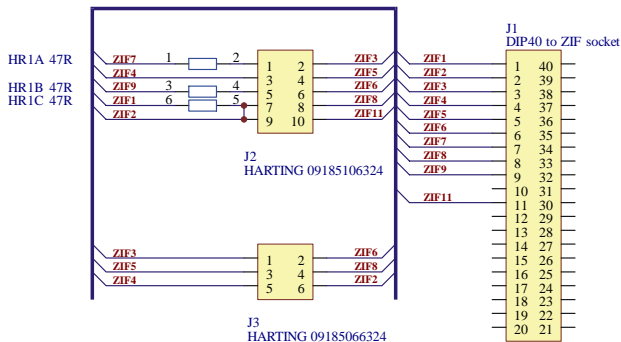 J1
DIP40 to ZIF socket
HR1A 47R ZIF7 1 2 ZIF3 ZIF1
1 2 1 40
ZIF4 ZIF5 ZIF2
3 4 2 39
HR1B 47R ZIF9 3 4 ZIF6 ZIF3
5 6 3 38
HR1C 47R ZIF1 6 5 ZIF8 ZIF4
7 8 4 37
ZIF2 ZIF11 ZIF5
9 10 5 36
ZIF6
6 35
ZIF7
7 34
J2 ZIF8
8 33
HARTING 09185106324 ZIF9
9 32
10 31
ZIF11
11 30
12 29
13 28
14 27
ZIF3 ZIF6
1 2 15 26
ZIF5 ZIF8
3 4 16 25
ZIF4 ZIF2
5 6 17 24
18 23
19 22
J3 20 21
HARTING 09185066324